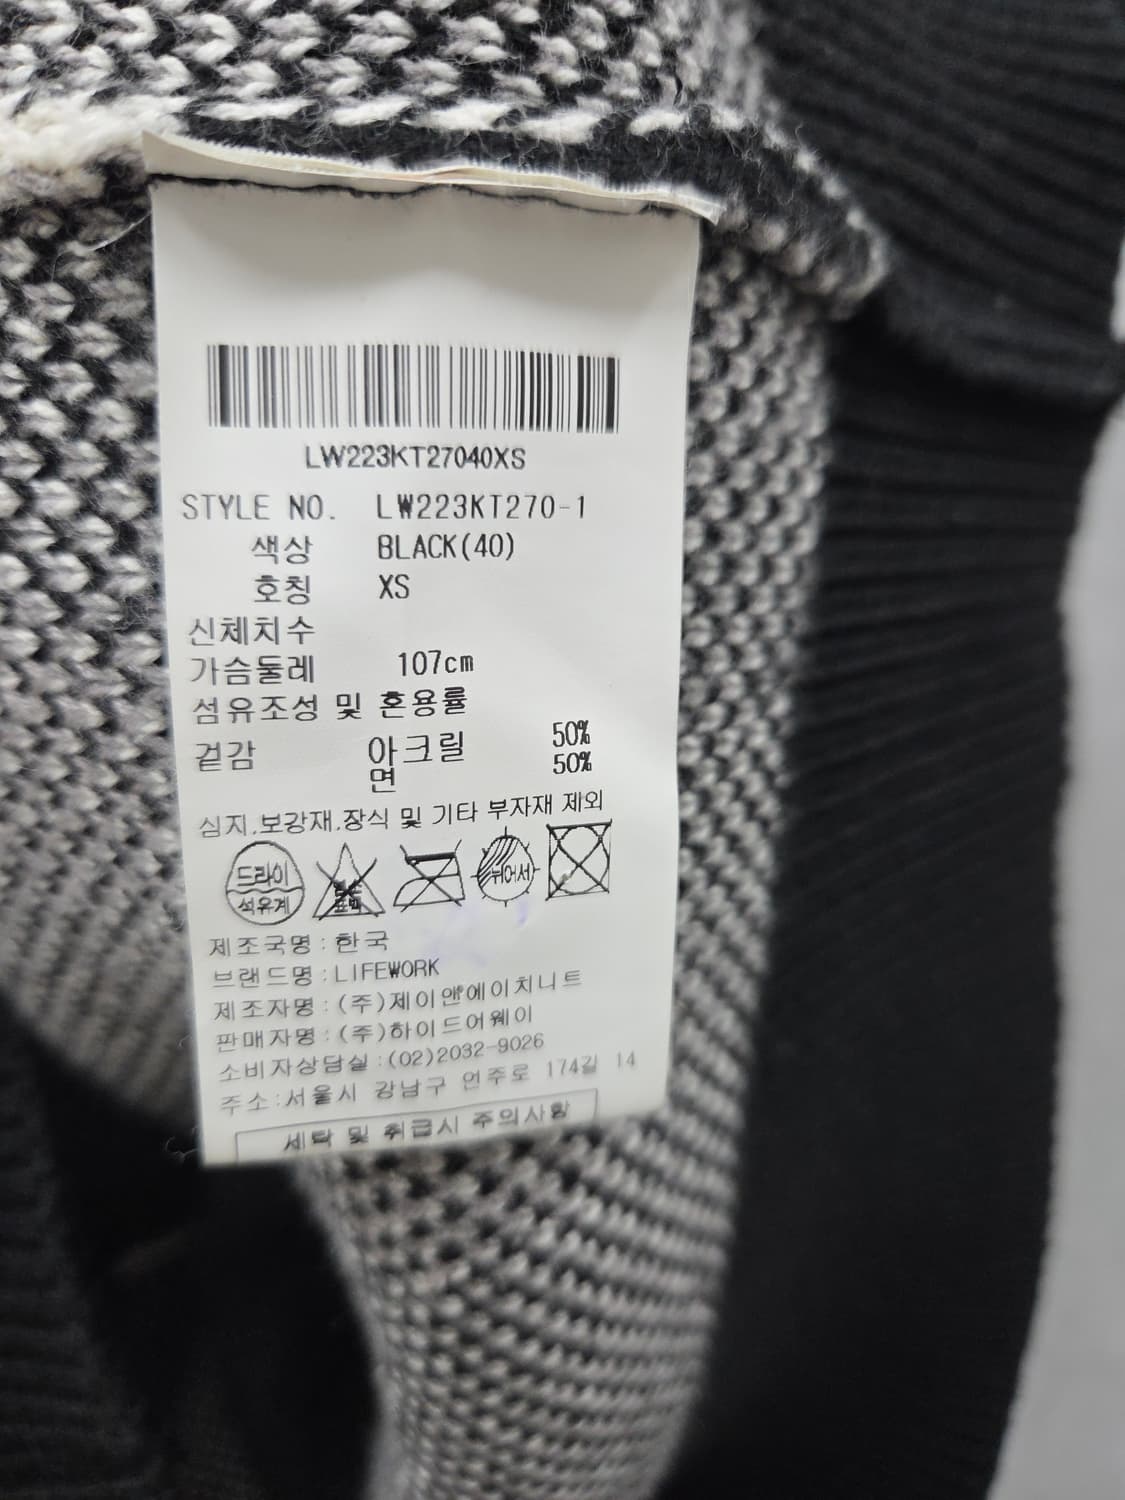 LW223KT27040XS
STYLE NO. LW223KT270-1
색상 BLACK(40)
호칭 XS
신체치수
가슴둘레 107cm
섬유조성 및 혼용률
겉감 아크릴 50%
면 50%
심지,보강재,장식 및 기타 부자재 제외
드라이
석유계
뉘어서
제조국명 : 한국
브랜드명 : LIFEWORK
제조자명 : (주)제이앤에이치니트
판매자명 : (주)하이드어웨이
소비자상담실 : (02)2032-9026
주소:서울시 강남구 언주로 174길 14
세탁 및 취급시 주의사항